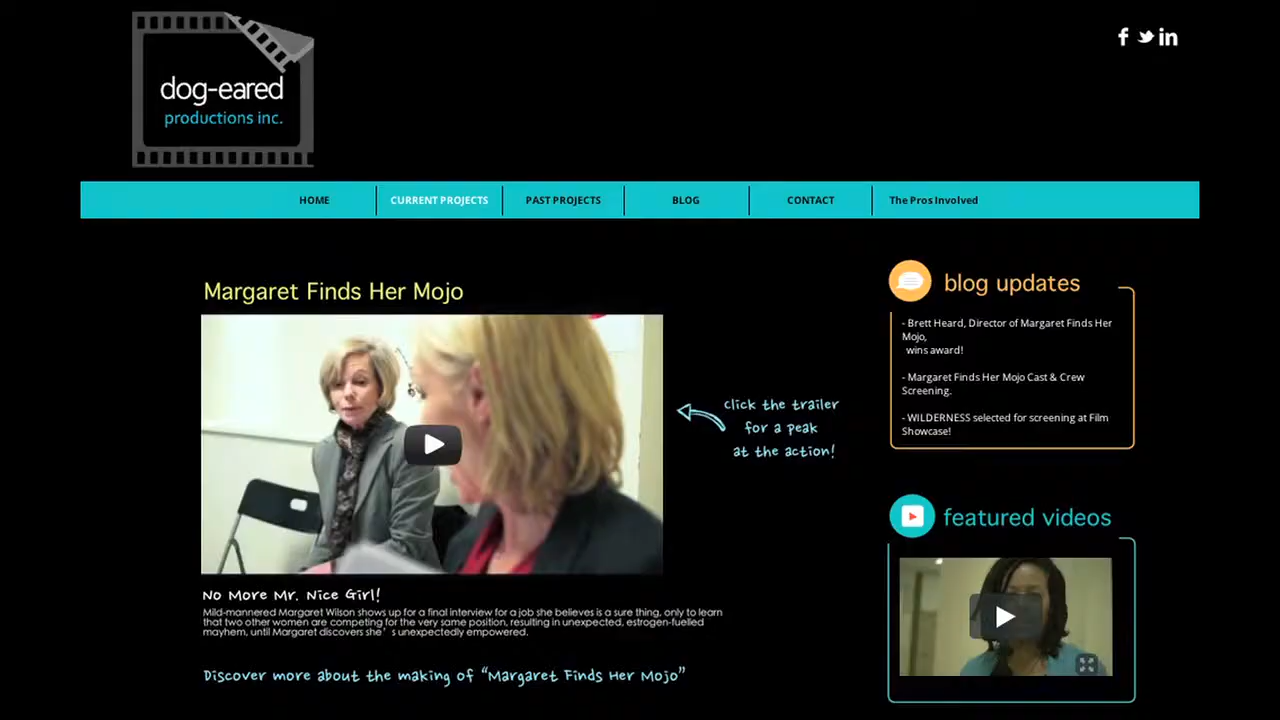 dog-eared
productions inc.
HOME
CURRENT PROJECTS
PAST PROJECTS
BLOG
CONTACT
The Pros Involved
Margaret Finds Her Mojo
click the trailer
for a peak
at the action!
No More Mr. Nice Girl!
Mild-mannered Margaret Wilson shows up for a final interview for a job she believes is a sure thing, only to learn
that two other women are competing for the very same position, resulting in unexpected, estrogen-fuelled
mayhem, until Margaret discovers she's unexpectedly empowered.
Discover more about the making of “Margaret Finds Her Mojo”
blog updates
- Brett Heard, Director of Margaret Finds Her
Mojo,
wins award!
- Margaret Finds Her Mojo Cast & Crew
Screening.
- WILDERNESS selected for screening at Film
Showcase!
featured videos